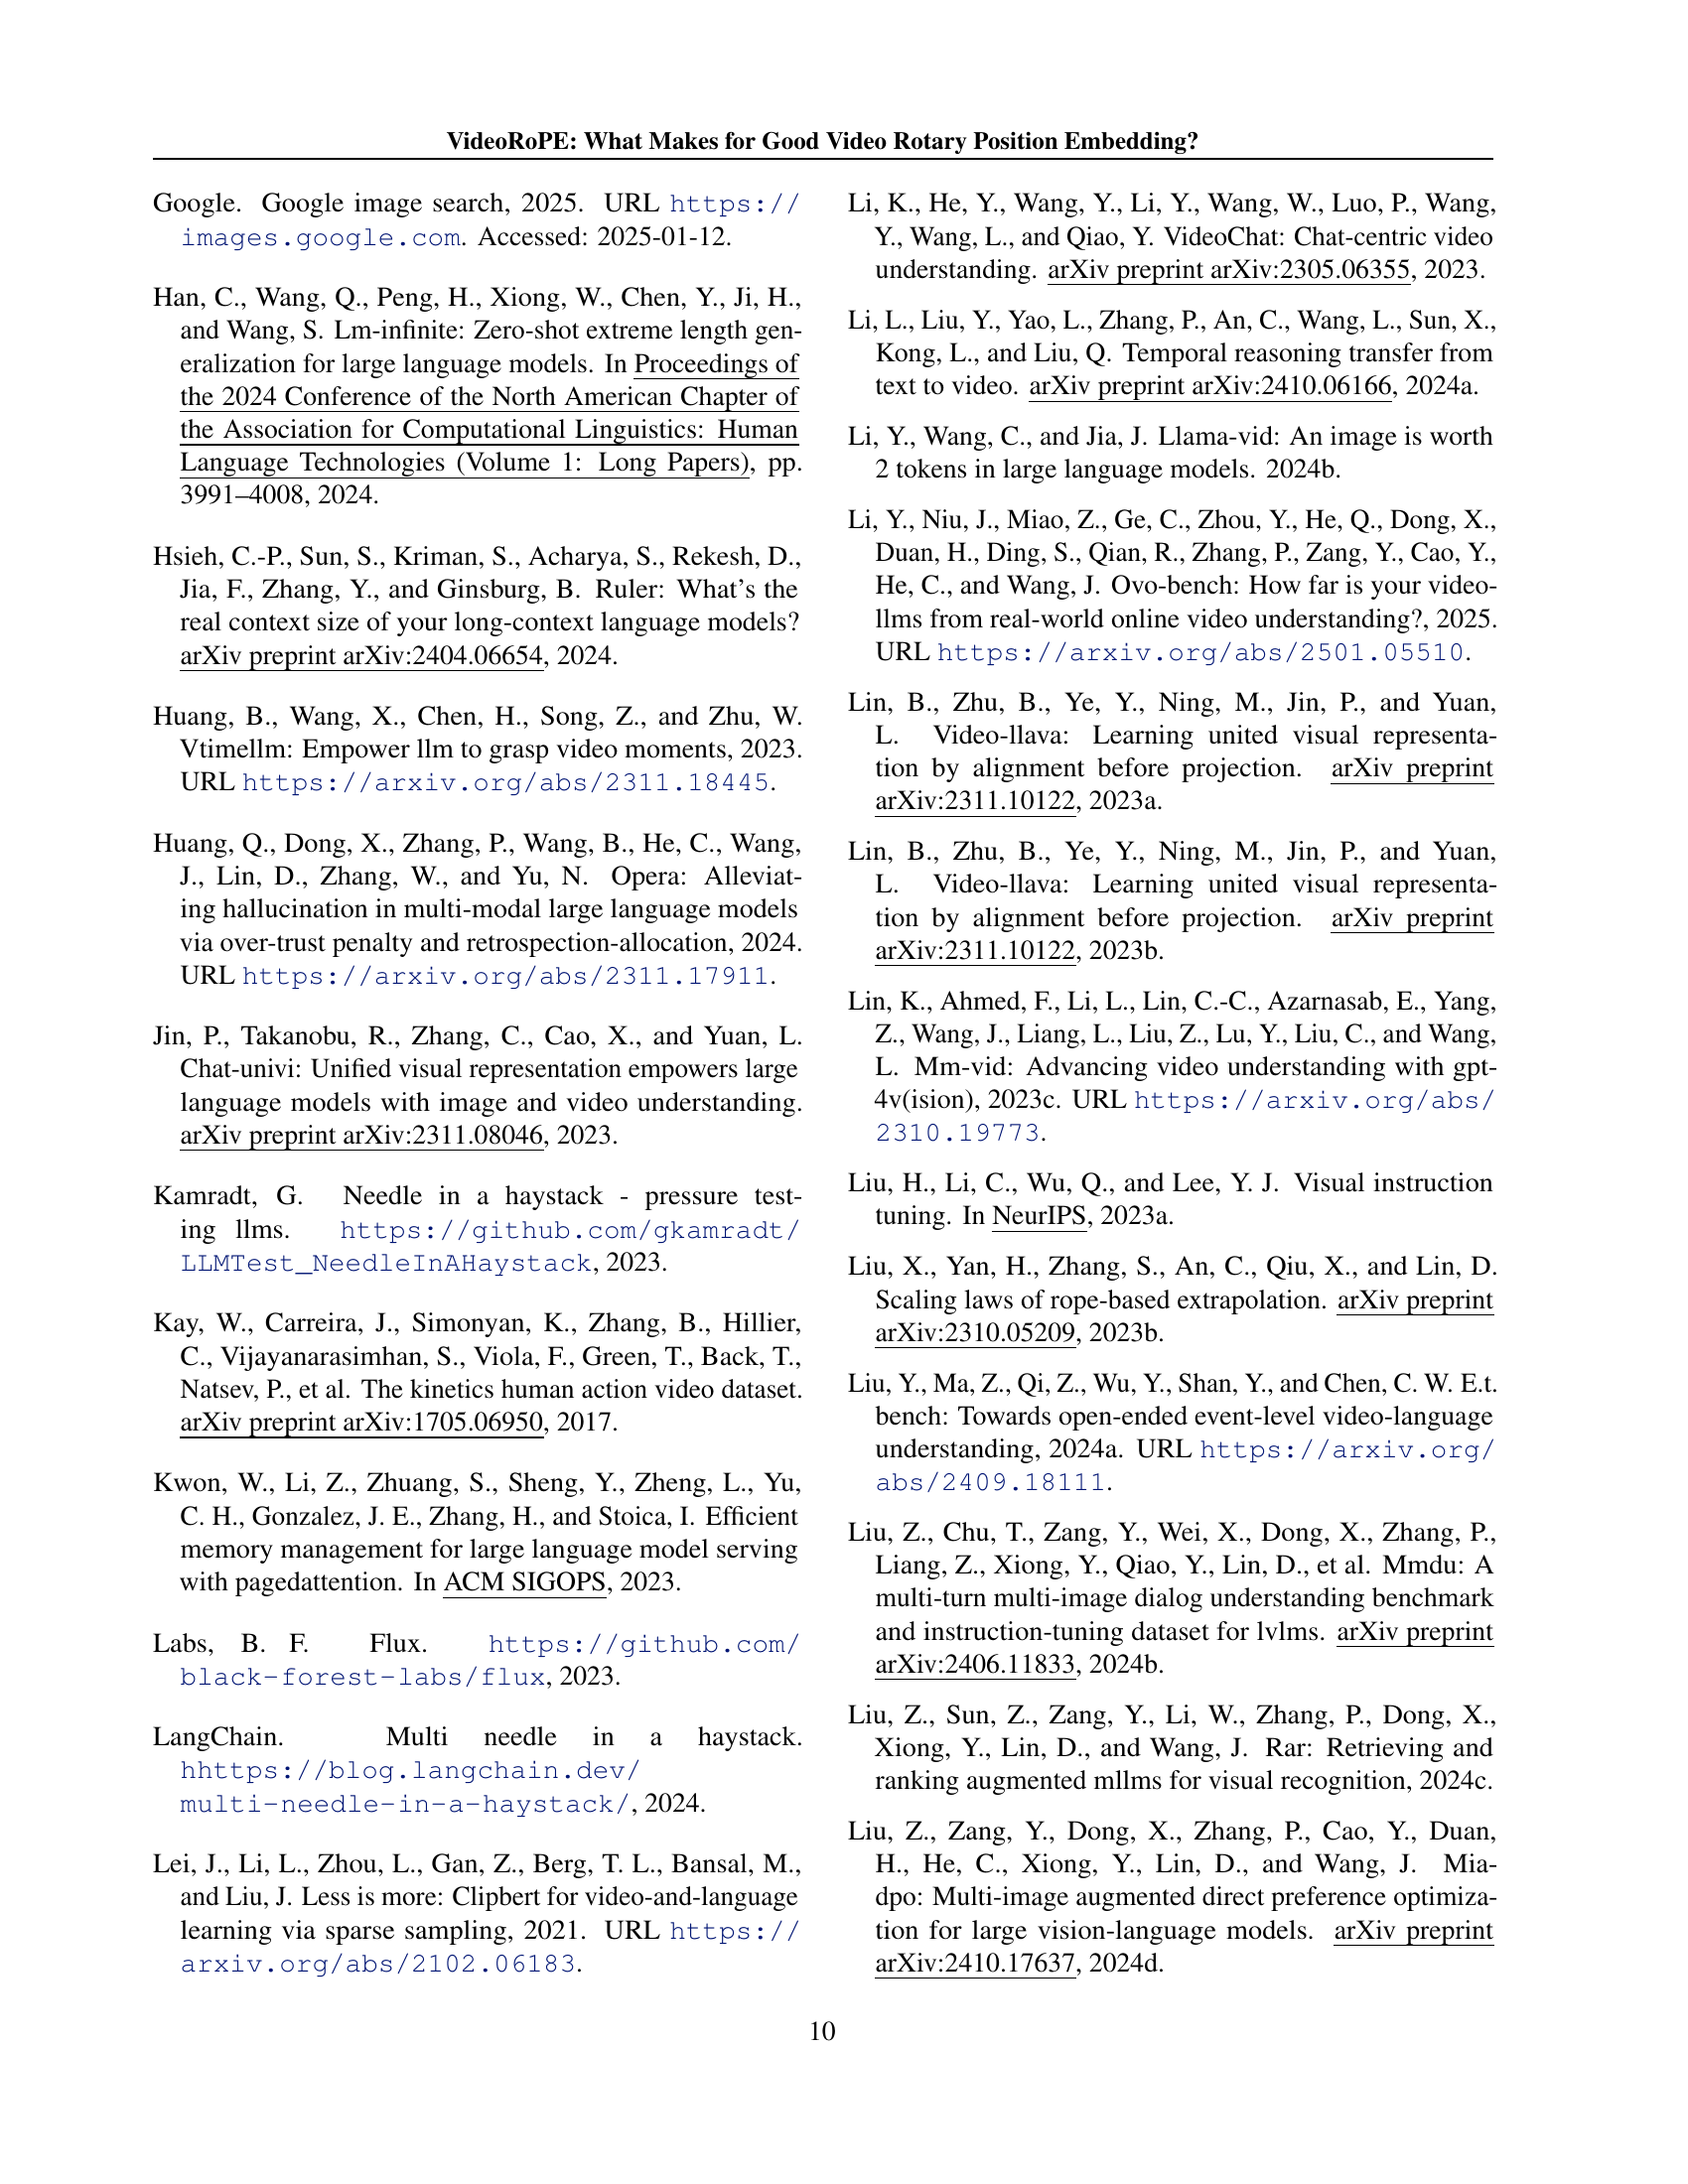 VideoRoPE: What Makes for Good Video Rotary Position Embedding?
Google. Google image search, 2025. URL https://
images.google.com. Accessed: 2025-01-12.
Han, C., Wang, Q., Peng, H., Xiong, W., Chen, Y., Ji, H.,
and Wang, S. Lm-infinite: Zero-shot extreme length gen-
eralization for large language models. In Proceedings of
the 2024 Conference of the North American Chapter of
the Association for Computational Linguistics: Human
Language Technologies (Volume 1: Long Papers), pp.
3991–4008, 2024.
Hsieh, C.-P., Sun, S., Kriman, S., Acharya, S., Rekesh, D.,
Jia, F., Zhang, Y., and Ginsburg, B. Ruler: What's the
real context size of your long-context language models?
arXiv preprint arXiv:2404.06654, 2024.
Huang, B., Wang, X., Chen, H., Song, Z., and Zhu, W.
Vtimellm: Empower llm to grasp video moments, 2023.
URL https://arxiv.org/abs/2311.18445.
Huang, Q., Dong, X., Zhang, P., Wang, B., He, C., Wang,
J., Lin, D., Zhang, W., and Yu, N. Opera: Alleviat-
ing hallucination in multi-modal large language models
via over-trust penalty and retrospection-allocation, 2024.
URL https://arxiv.org/abs/2311.17911.
Jin, P., Takanobu, R., Zhang, C., Cao, X., and Yuan, L.
Chat-univi: Unified visual representation empowers large
language models with image and video understanding.
arXiv preprint arXiv:2311.08046, 2023.
Kamradt, G. Needle in a haystack - pressure test-
ing llms. https://github.com/gkamradt/
LLMTest_NeedleInAHaystack, 2023.
Kay, W., Carreira, J., Simonyan, K., Zhang, B., Hillier,
C., Vijayanarasimhan, S., Viola, F., Green, T., Back, T.,
Natsev, P., et al. The kinetics human action video dataset.
arXiv preprint arXiv:1705.06950, 2017.
Kwon, W., Li, Z., Zhuang, S., Sheng, Y., Zheng, L., Yu,
C. H., Gonzalez, J. E., Zhang, H., and Stoica, I. Efficient
memory management for large language model serving
with pagedattention. In ACM SIGOPS, 2023.
Labs, B. F. Flux. https://github.com/
black-forest-labs/flux, 2023.
LangChain. Multi needle in a haystack.
hhttps://blog.langchain.dev/
multi-needle-in-a-haystack/, 2024.
Lei, J., Li, L., Zhou, L., Gan, Z., Berg, T. L., Bansal, M.,
and Liu, J. Less is more: Clipbert for video-and-language
learning via sparse sampling, 2021. URL https://
arxiv.org/abs/2102.06183.
Li, K., He, Y., Wang, Y., Li, Y., Wang, W., Luo, P., Wang,
Y., Wang, L., and Qiao, Y. VideoChat: Chat-centric video
understanding. arXiv preprint arXiv:2305.06355, 2023.
Li, L., Liu, Y., Yao, L., Zhang, P., An, C., Wang, L., Sun, X.,
Kong, L., and Liu, Q. Temporal reasoning transfer from
text to video. arXiv preprint arXiv:2410.06166, 2024a.
Li, Y., Wang, C., and Jia, J. Llama-vid: An image is worth
2 tokens in large language models. 2024b.
Li, Y., Niu, J., Miao, Z., Ge, C., Zhou, Y., He, Q., Dong, X.,
Duan, H., Ding, S., Qian, R., Zhang, P., Zang, Y., Cao, Y.,
He, C., and Wang, J. Ovo-bench: How far is your video-
llms from real-world online video understanding?, 2025.
URL https://arxiv.org/abs/2501.05510.
Lin, B., Zhu, B., Ye, Y., Ning, M., Jin, P., and Yuan,
L. Video-llava: Learning united visual representa-
tion by alignment before projection. arXiv preprint
arXiv:2311.10122, 2023a.
Lin, B., Zhu, B., Ye, Y., Ning, M., Jin, P., and Yuan,
L. Video-llava: Learning united visual representa-
tion by alignment before projection. arXiv preprint
arXiv:2311.10122, 2023b.
Lin, K., Ahmed, F., Li, L., Lin, C.-C., Azarnasab, E., Yang,
Z., Wang, J., Liang, L., Liu, Z., Lu, Y., Liu, C., and Wang,
L. Mm-vid: Advancing video understanding with gpt-
4v(ision), 2023c. URL https://arxiv.org/abs/
2310.19773.
Liu, H., Li, C., Wu, Q., and Lee, Y. J. Visual instruction
tuning. In NeurIPS, 2023a.
Liu, X., Yan, H., Zhang, S., An, C., Qiu, X., and Lin, D.
Scaling laws of rope-based extrapolation. arXiv preprint
arXiv:2310.05209, 2023b.
Liu, Y., Ma, Z., Qi, Z., Wu, Y., Shan, Y., and Chen, C. W. E.t.
bench: Towards open-ended event-level video-language
understanding, 2024a. URL https://arxiv.org/
abs/2409.18111.
Liu, Z., Chu, T., Zang, Y., Wei, X., Dong, X., Zhang, P.,
Liang, Z., Xiong, Y., Qiao, Y., Lin, D., et al. Mmdu: A
multi-turn multi-image dialog understanding benchmark
and instruction-tuning dataset for lvlms. arXiv preprint
arXiv:2406.11833, 2024b.
Liu, Z., Sun, Z., Zang, Y., Li, W., Zhang, P., Dong, X.,
Xiong, Y., Lin, D., and Wang, J. Rar: Retrieving and
ranking augmented mllms for visual recognition, 2024c.
Liu, Z., Zang, Y., Dong, X., Zhang, P., Cao, Y., Duan,
H., He, C., Xiong, Y., Lin, D., and Wang, J. Mia-
dpo: Multi-image augmented direct preference optimiza-
tion for large vision-language models. arXiv preprint
arXiv:2410.17637, 2024d.
10